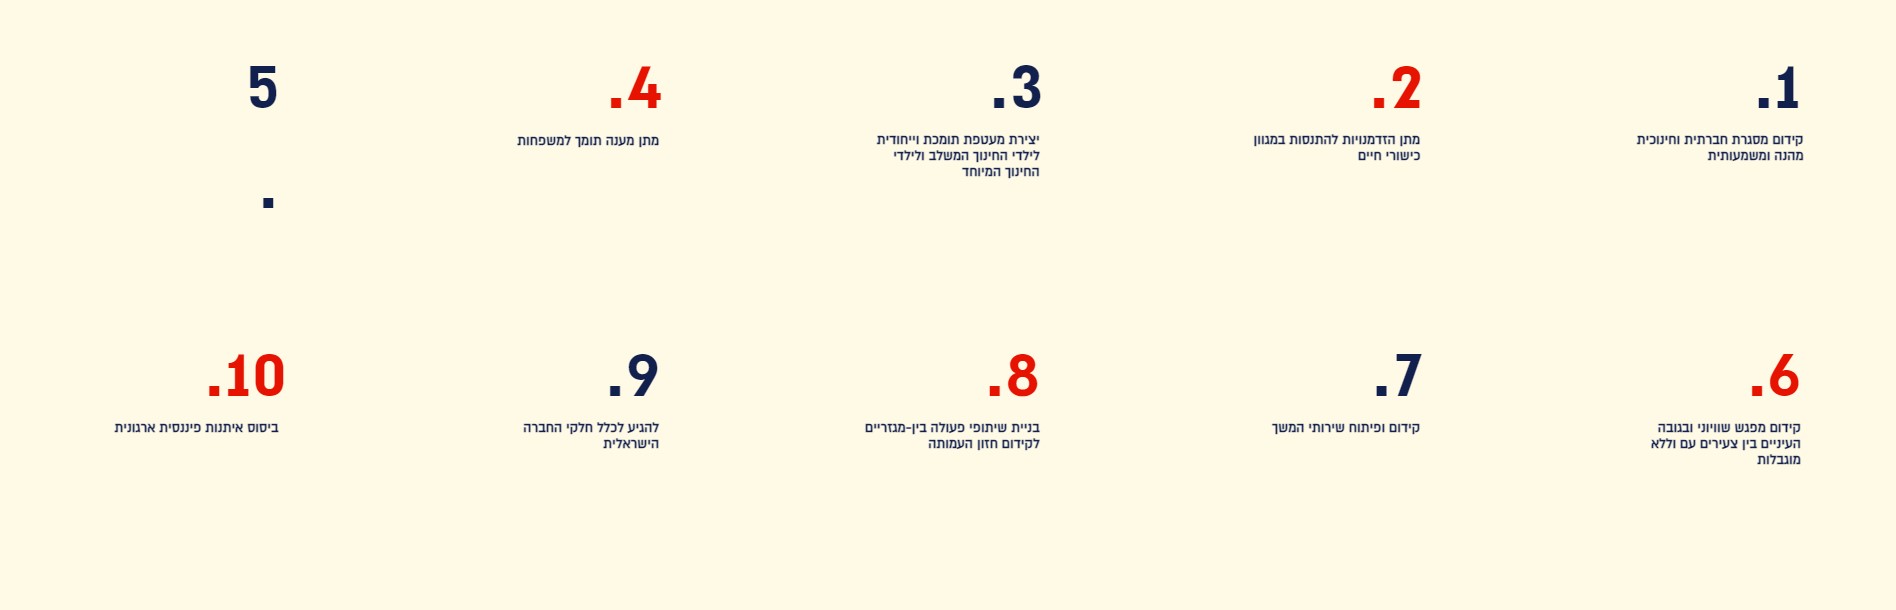 1.
קידום מסגרת חברתית וחינוכית
מהנה ומשמעותית
2.
מתן הזדמנויות להתנסות במגוון
כישורי חיים
3.
יצירת מעטפת תומכת וייחודית
לילדי החינוך המשלב ולילדי
החינוך המיוחד
4.
מתן מענה תומך למשפחות
5
.
6.
קידום מפגש שוויוני ובגובה
העיניים בין צעירים עם וללא
מוגבלות
7.
קידום ופיתוח שירותי המשך
8.
בניית שיתופי פעולה בין-מגזריים
לקידום חזון העמותה
9.
להגיע לכלל חלקי החברה
הישראלית
10.
ביסוס איתנות פיננסית ארגונית